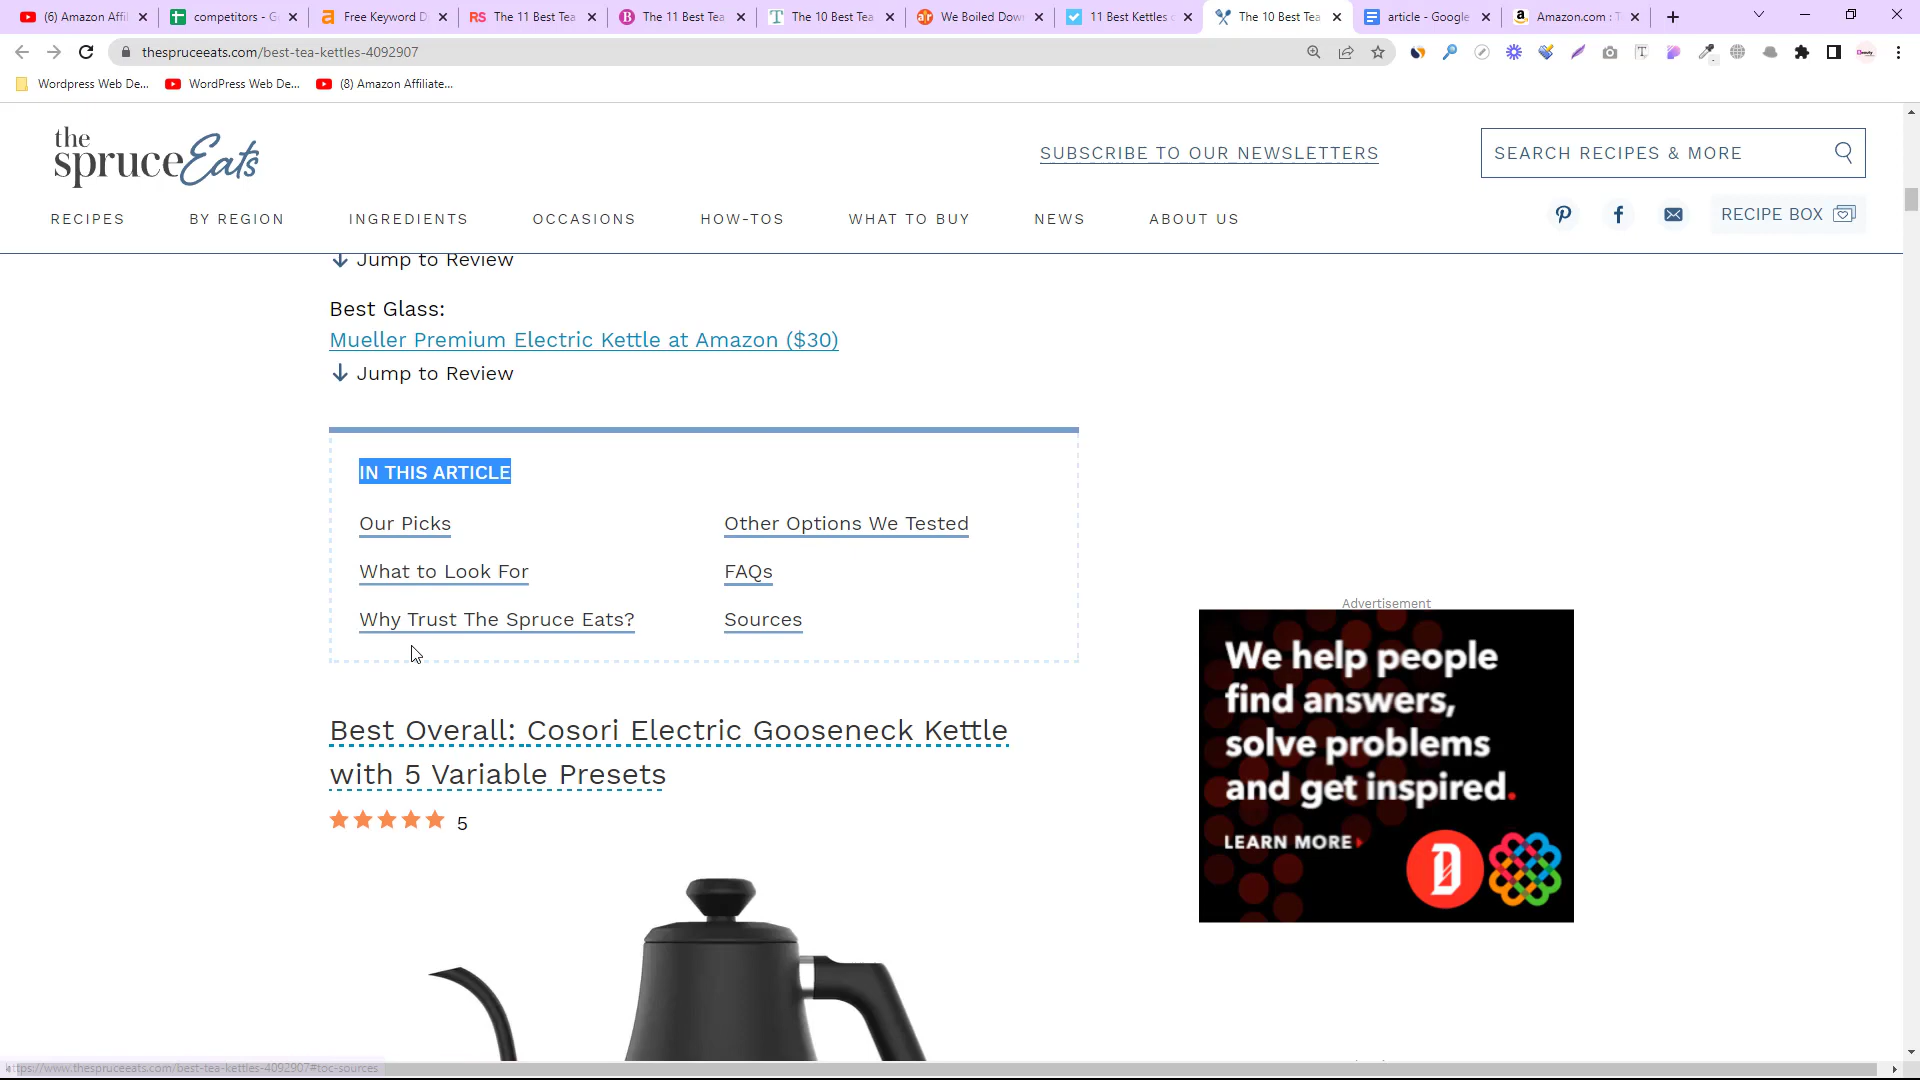 (6) Amazon Affil
competitors - G
Free Keyword D
The 11 Best Tea
The 11 Best Tea
The 10 Best Tea
We Boiled Down
11 Best Kettles o
The 10 Best Tea
article - Google
Amazon.com : T
thespruceeats.com/best-tea-kettles-4092907
Wordpress Web De...
WordPress Web De...
(8) Amazon Affiliate...
the
spruceEats
SUBSCRIBE TO OUR NEWSLETTERS
SEARCH RECIPES & MORE
RECIPES
BY REGION
INGREDIENTS
OCCASIONS
HOW-TOS
WHAT TO BUY
NEWS
ABOUT US
RECIPE BOX
Jump to Review
Best Glass:
Mueller Premium Electric Kettle at Amazon ($30)
Jump to Review
IN THIS ARTICLE
Our Picks
Other Options We Tested
What to Look For
FAQs
Why Trust The Spruce Eats?
Sources
Advertisement
We help people
find answers,
solve problems
and get inspired.
LEARN MORE
Best Overall: Cosori Electric Gooseneck Kettle
with 5 Variable Presets
5
https://www.thespruceeats.com/best-tea-kettles-4092907#toc-sources